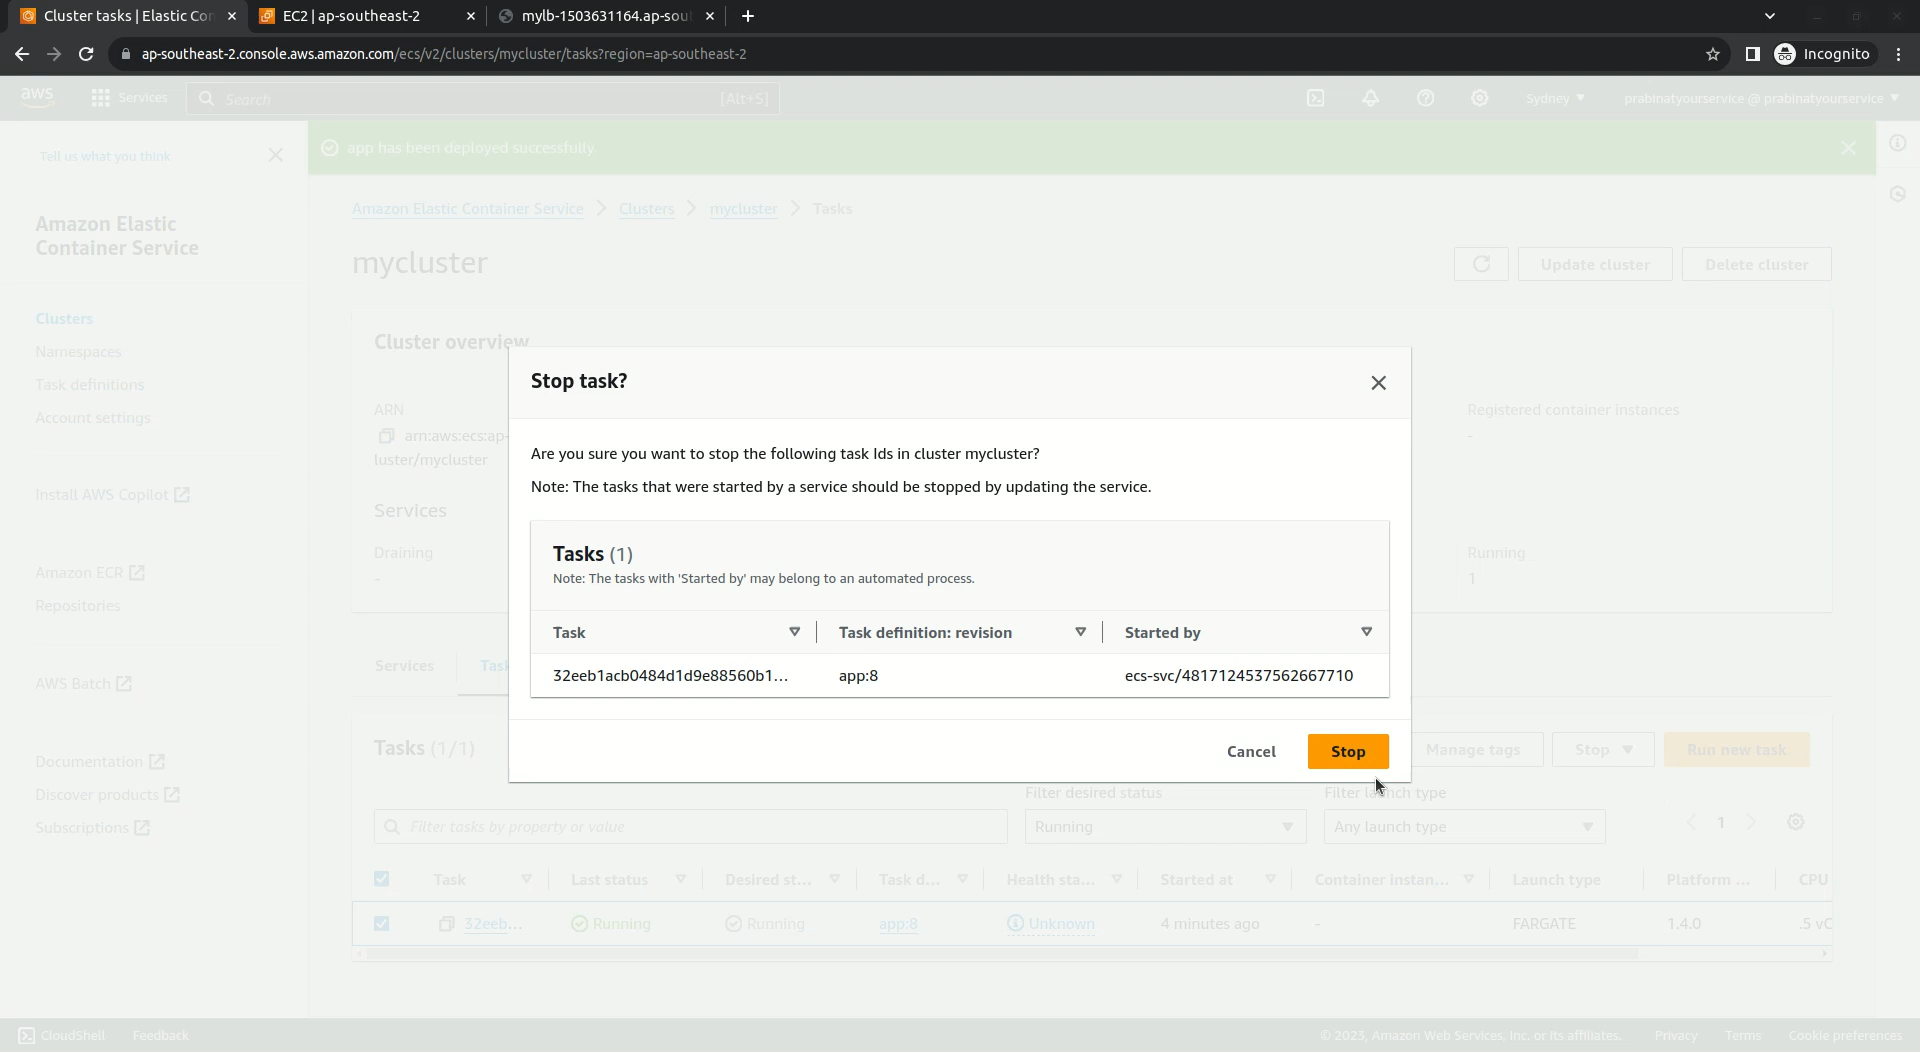 Cluster tasks | Elastic Con
EC2 | ap-southeast-2
mylb-1503631164.ap-sou
ap-southeast-2.console.aws.amazon.com/ecs/v2/clusters/mycluster/tasks?region=ap-southeast-2
Incognito
aws
Services
Search
[Alt+S]
Sydney
prabinatyourservice @ prabinatyourservice
Tell us what you think
app has been deployed successfully.
Amazon Elastic
Container Service
Clusters
Namespaces
Task definitions
Account settings
Install AWS Copilot
Amazon ECR
Repositories
AWS Batch
Documentation
Discover products
Subscriptions
Amazon Elastic Container Service
Clusters
mycluster
Tasks
mycluster
Update cluster
Delete cluster
Cluster overview
ARN
arn:aws:ecs:ap-
luster/mycluster
Registered container instances
-
Services
Draining
-
Running
1
Services
Task
Stop task?
Are you sure you want to stop the following task Ids in cluster mycluster?
Note: The tasks that were started by a service should be stopped by updating the service.
Tasks (1)
Note: The tasks with 'Started by' may belong to an automated process.
Task
Task definition: revision
Started by
32eeb1acb0484d1d9e88560b1...
app:8
ecs-svc/4817124537562667710
Cancel
Stop
Tasks (1/1)
Manage tags
Stop
Run new task
Filter desired status
Filter launch type
Filter tasks by property or value
Running
Any launch type
1
Task
Last status
Desired st...
Task d...
Health sta...
Started at
Container instan...
Launch type
Platform ...
CPU
32eeb...
Running
Running
app:8
Unknown
4 minutes ago
-
FARGATE
1.4.0
.5 vC
CloudShell
Feedback
© 2023, Amazon Web Services, Inc. or its affiliates.
Privacy
Terms
Cookie preferences